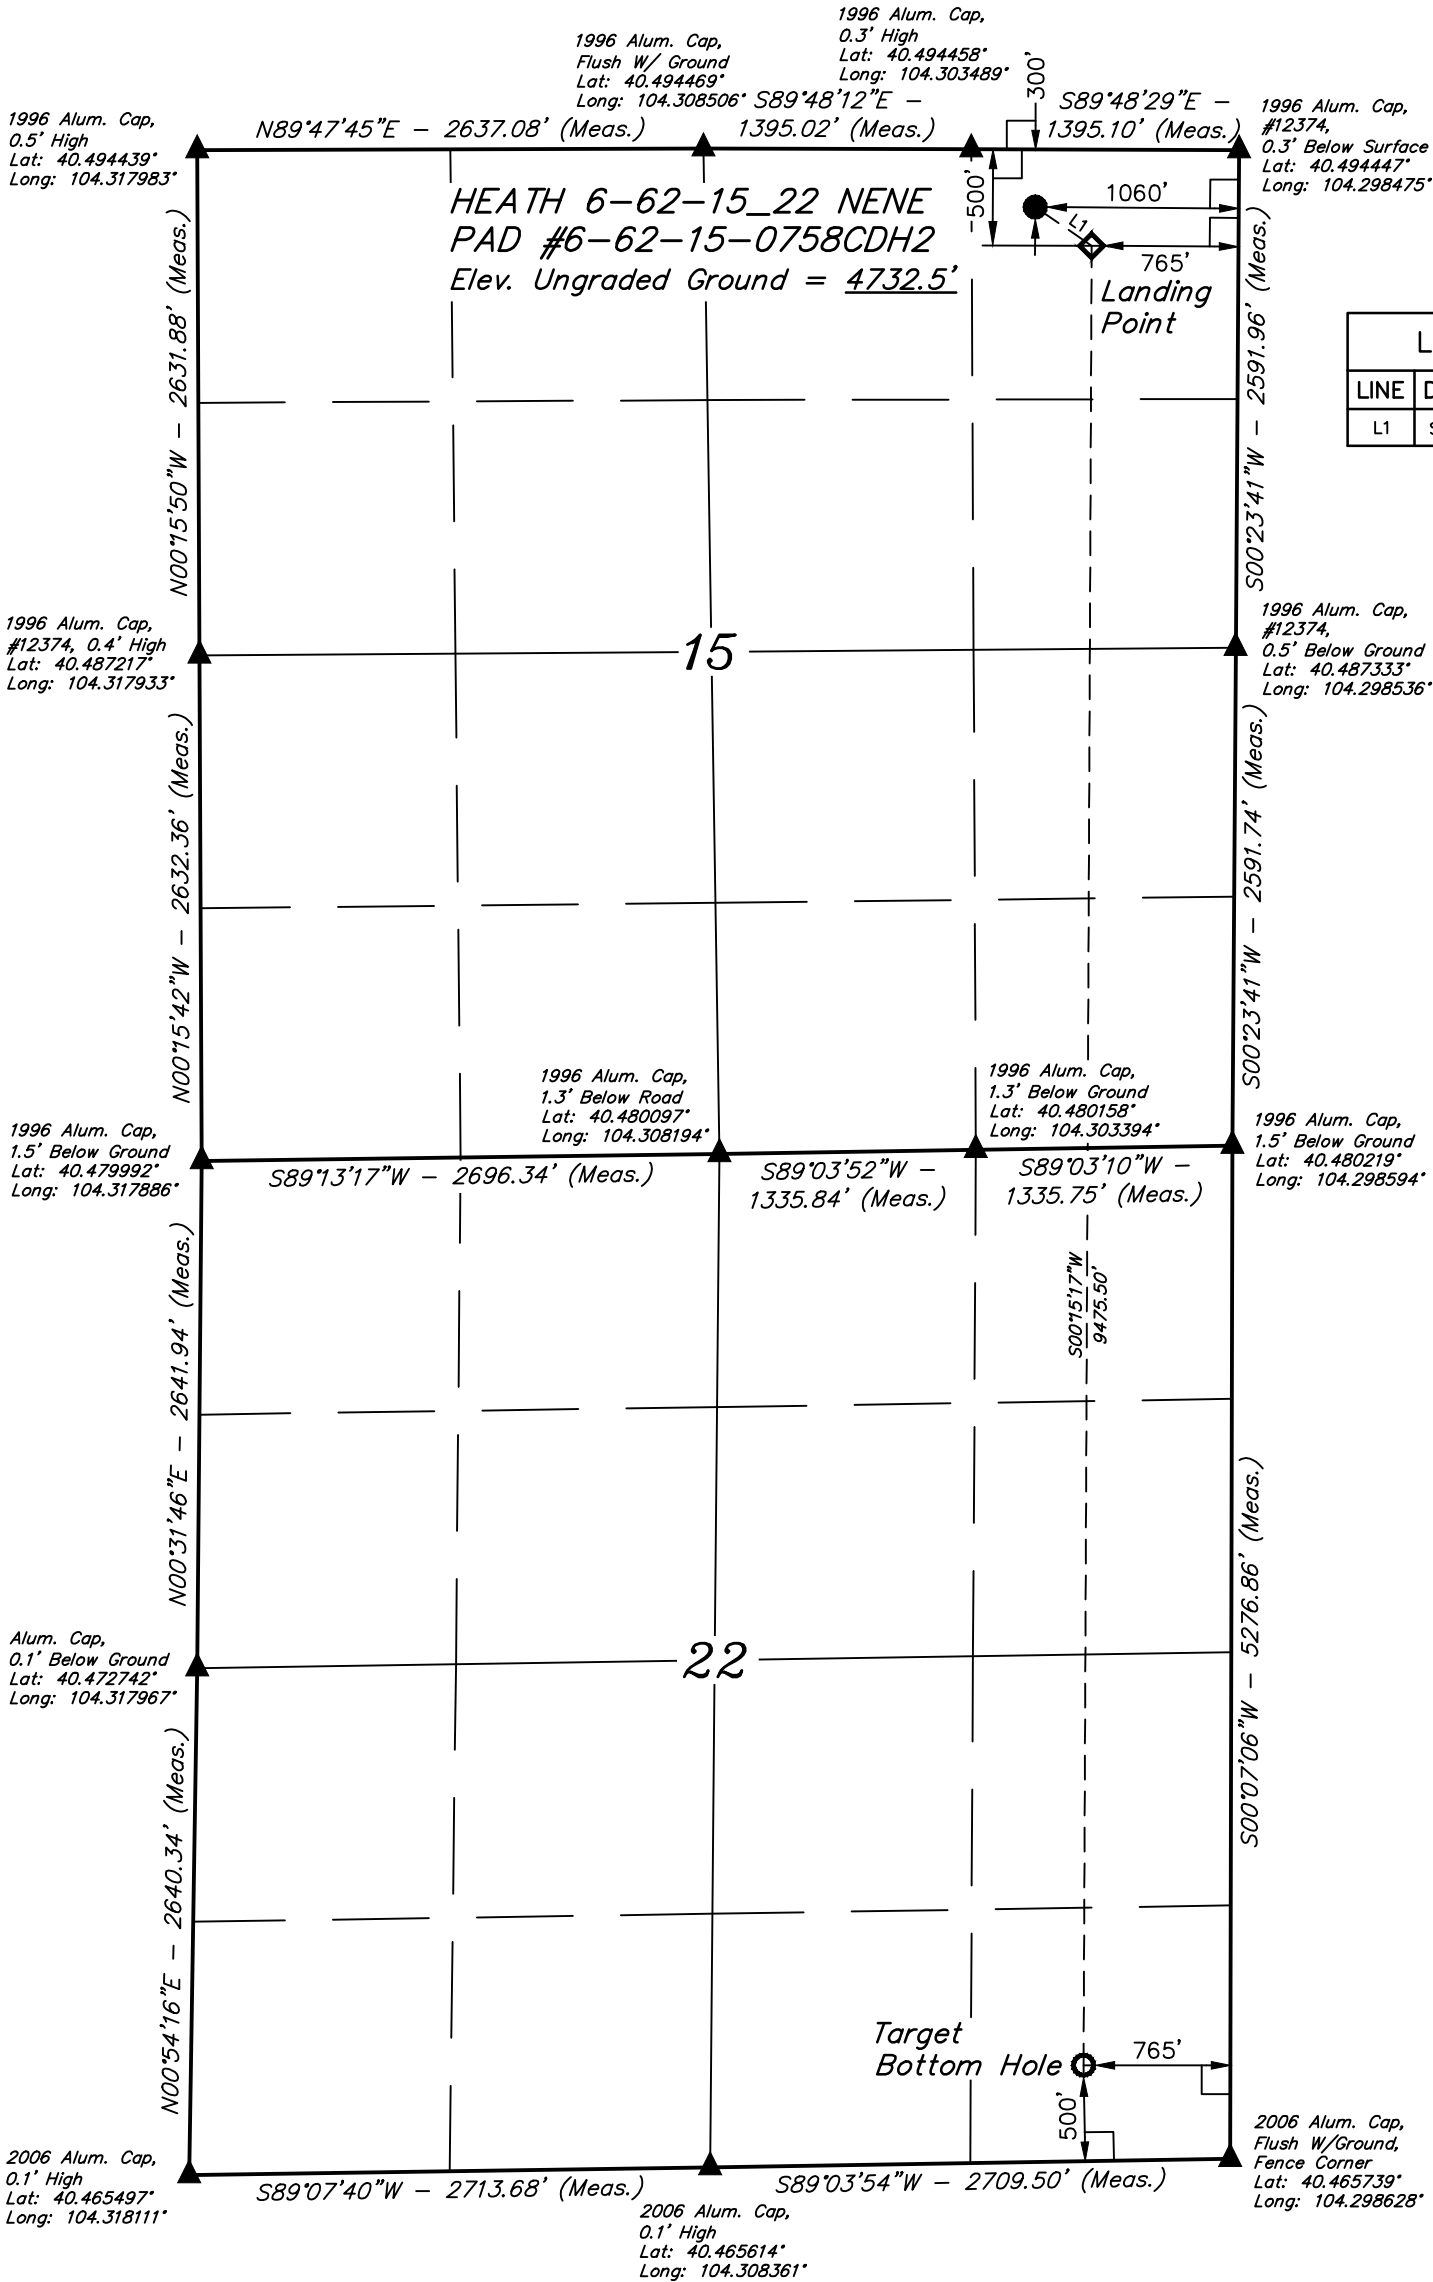 1996 Alum. Cap,
0.3' High
Lat: 40.494458°
Long: 104.303489°
1996 Alum. Cap,
Flush W/ Ground
Lat: 40.494469°
Long: 104.308506°
300'
1996 Alum. Cap,
0.5' High
Lat: 40.494439°
Long: 104.317983°
N89°47'45"E - 2637.08' (Meas.)
S89°48'12"E -
1395.02' (Meas.)
S89°48'29"E -
1395.10' (Meas.)
1996 Alum. Cap,
#12374,
0.3' Below Surface
Lat: 40.494447°
Long: 104.298475°
HEATH 6-62-15_22 NENE
PAD #6-62-15-0758CDH2
Elev. Ungraded Ground = 4732.5'
500'
1060'
L1
765'
Landing
Point
N00°15'50"W - 2631.88' (Meas.)
S00°23'41"W - 2591.96' (Meas.)
L
LINE D
L1 S
1996 Alum. Cap,
#12374, 0.4' High
Lat: 40.487217°
Long: 104.317933°
15
1996 Alum. Cap,
#12374,
0.5' Below Ground
Lat: 40.487333°
Long: 104.298536°
N00°15'42"W - 2632.36' (Meas.)
S00°23'41"W - 2591.74' (Meas.)
1996 Alum. Cap,
1.3' Below Road
Lat: 40.480097°
Long: 104.308194°
1996 Alum. Cap,
1.3' Below Ground
Lat: 40.480158°
Long: 104.303394°
1996 Alum. Cap,
1.5' Below Ground
Lat: 40.479992°
Long: 104.317886°
1996 Alum. Cap,
1.5' Below Ground
Lat: 40.480219°
Long: 104.298594°
S89°13'17"W - 2696.34' (Meas.)
S89°03'52"W -
1335.84' (Meas.)
S89°03'10"W -
1335.75' (Meas.)
S00°15'17"W
9475.50'
N00°31'46"E - 2641.94' (Meas.)
S00°07'06"W - 5276.86' (Meas.)
Alum. Cap,
0.1' Below Ground
Lat: 40.472742°
Long: 104.317967°
22
N00°54'16"E - 2640.34' (Meas.)
Target
Bottom Hole
765'
500'
2006 Alum. Cap,
0.1' High
Lat: 40.465497°
Long: 104.318111°
S89°07'40"W - 2713.68' (Meas.)
S89°03'54"W - 2709.50' (Meas.)
2006 Alum. Cap,
Flush W/Ground,
Fence Corner
Lat: 40.465739°
Long: 104.298628°
2006 Alum. Cap,
0.1' High
Lat: 40.465614°
Long: 104.308361°